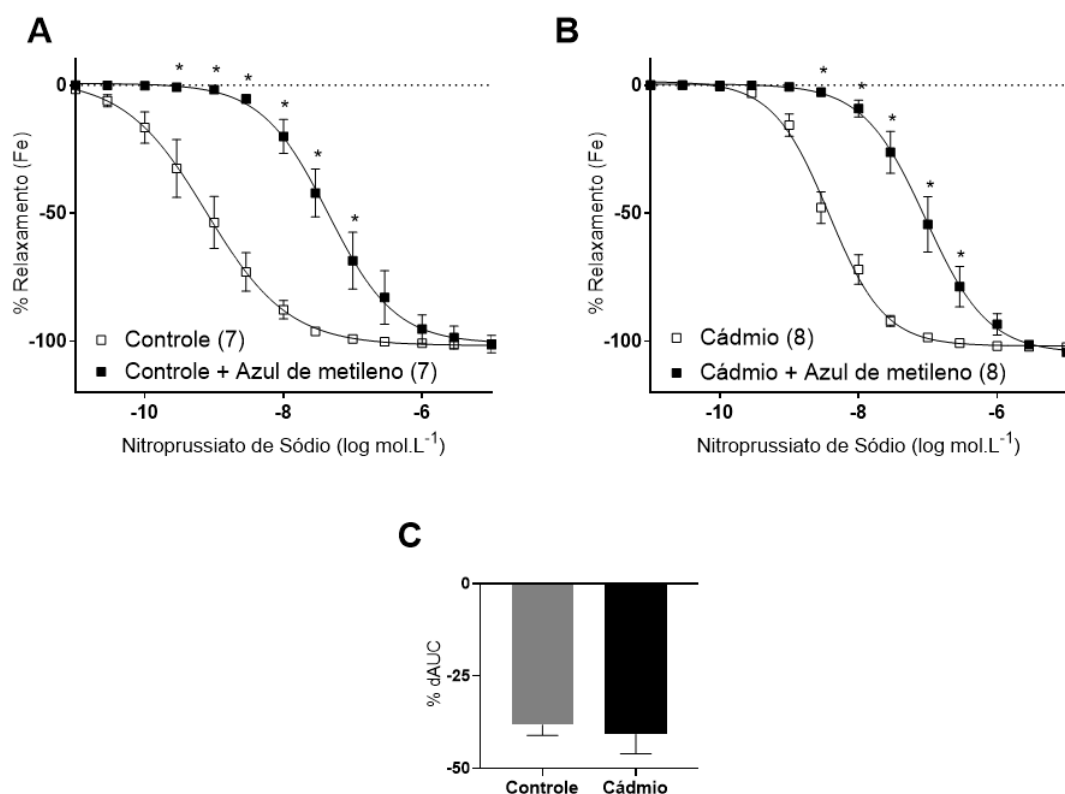 A
0
-50
-100
% Relaxamento (Fe)
* * * * * *
Controle (7)
Controle + Azul de metileno (7)
-10 -8 -6
Nitroprussiato de Sódio (log mol.L⁻¹)
B
0
-50
-100
% Relaxamento (Fe)
* * * * *
Cádmio (8)
Cádmio + Azul de metileno (8)
-10 -8 -6
Nitroprussiato de Sódio (log mol.L⁻¹)
C
0
-25
-50
% dAUC
Controle Cádmio